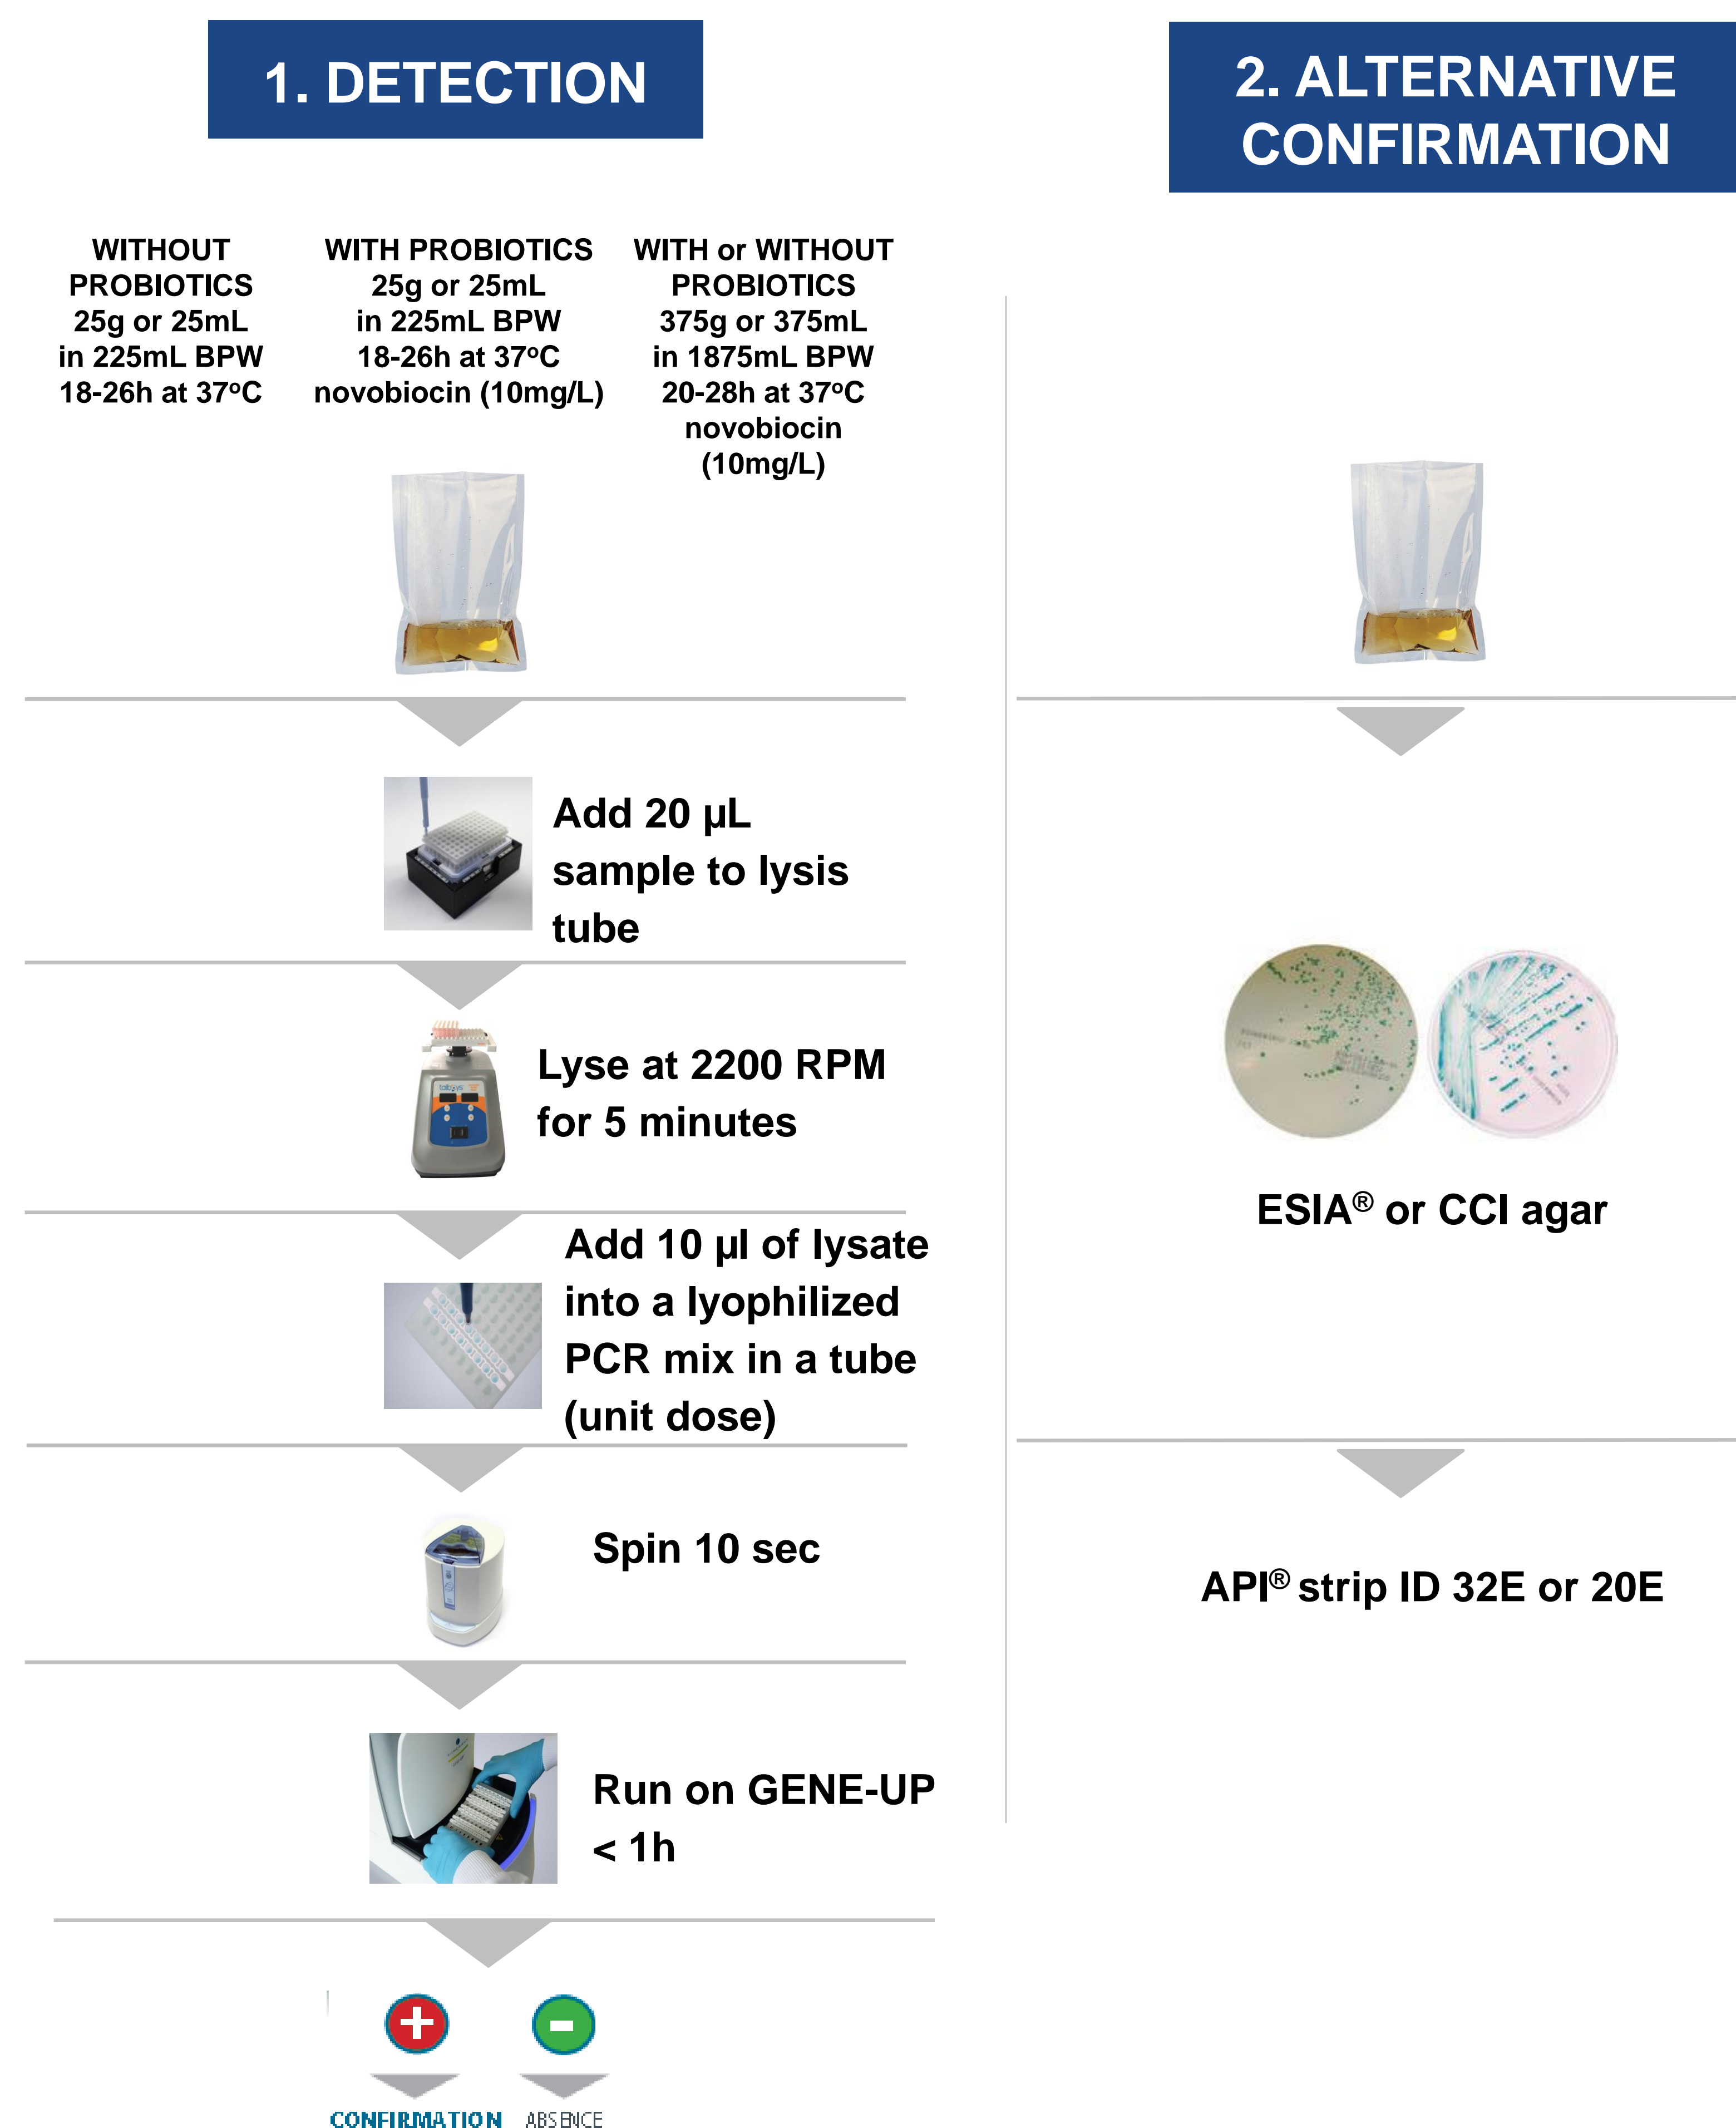 1. DETECTION
WITHOUT
PROBIOTICS
25g or 25mL
in 225mL BPW
18-26h at 37ºC
WITH PROBIOTICS
25g or 25mL
in 225mL BPW
18-26h at 37ºC
novobiocin (10mg/L)
WITH or WITHOUT
PROBIOTICS
375g or 375mL
in 1875mL BPW
20-28h at 37ºC
novobiocin
(10mg/L)
Add 20 µL
sample to lysis
tube
Lyse at 2200 RPM
for 5 minutes
Add 10 µl of lysate
into a lyophilized
PCR mix in a tube
(unit dose)
Spin 10 sec
Run on GENE-UP
< 1h
+
-
CONFIRMATION
ABSENCE
2. ALTERNATIVE
CONFIRMATION
ESIA® or CCI agar
API® strip ID 32E or 20E